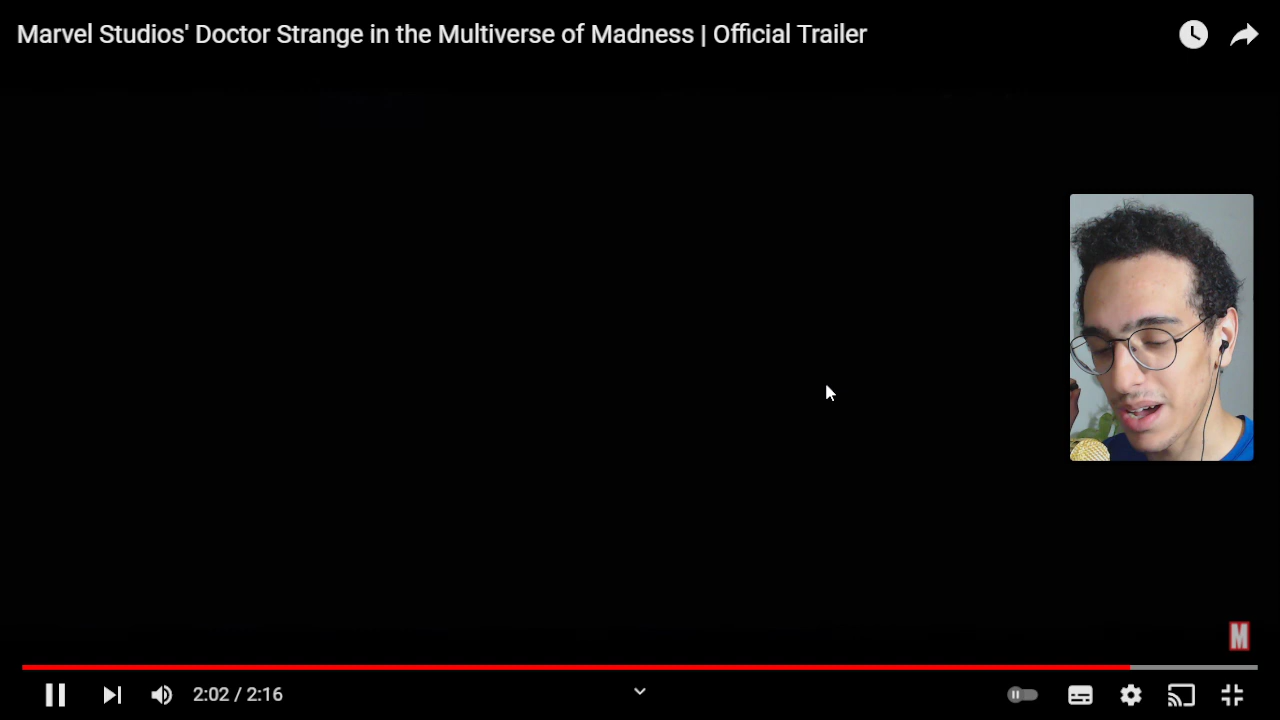 Marvel Studios' Doctor Strange in the Multiverse of Madness | Official Trailer
M
2:02 / 2:16